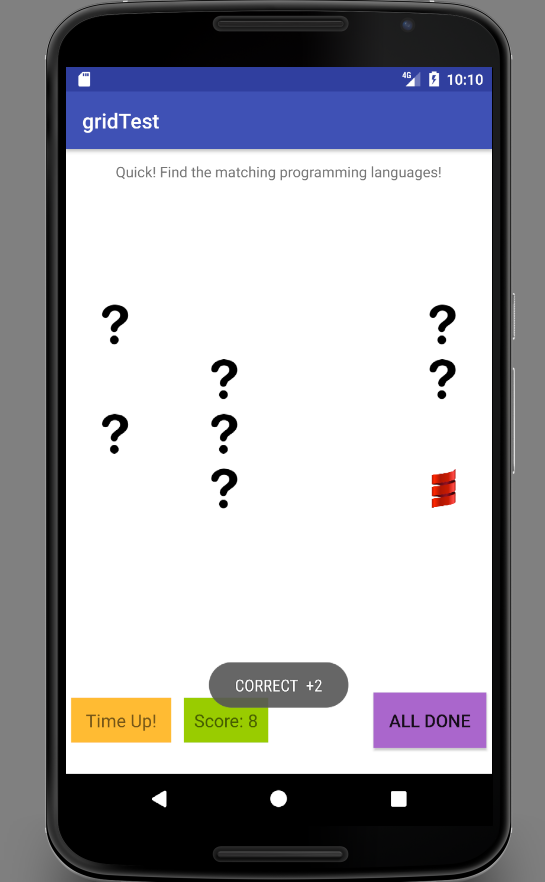 4G 10:10
gridTest
Quick! Find the matching programming languages!
? ?
? ?
? ?
?
CORRECT +2
Time Up! Score: 8 ALL DONE